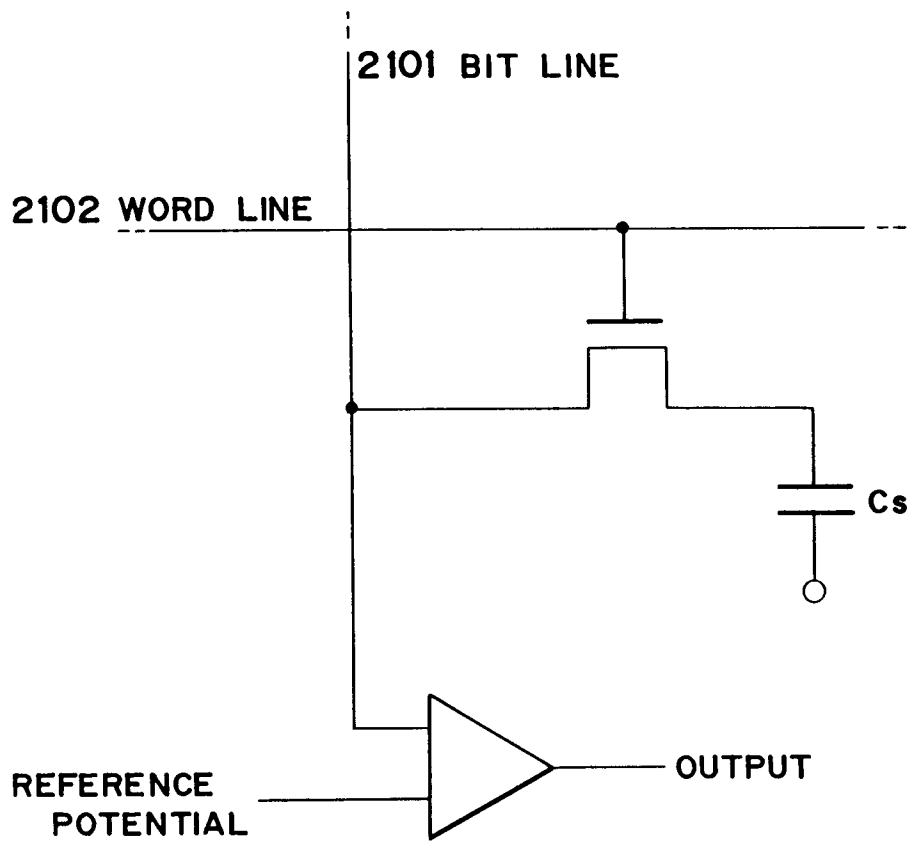 2101 BIT LINE
2102 WORD LINE
Cs
OUTPUT
REFERENCE
POTENTIAL